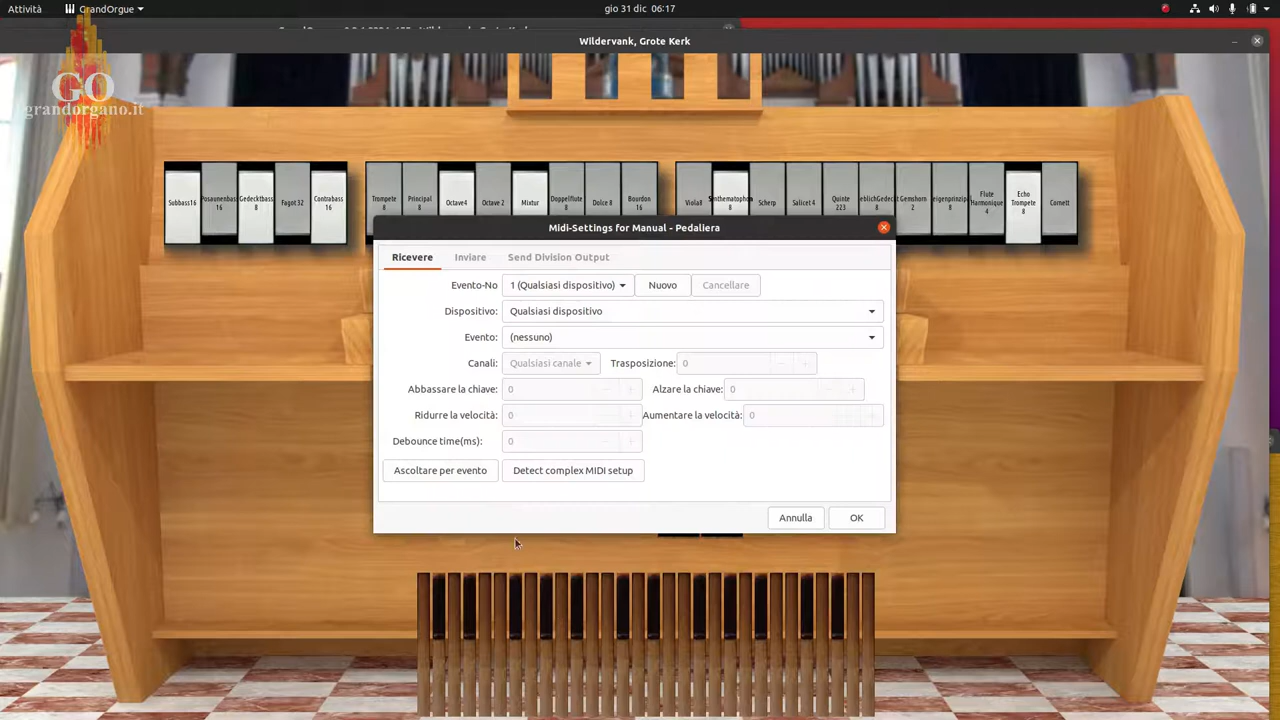 Attività GrandOrgue gio 31 dic 06:17
Wildervank, Grote Kerk
GO
grandorgano.it
Subbass16 Posaunenbass Gedecktbass 8 Fagot 32 Contrabass 16 Trompete 8 Principal 8 Octave4 Octave 2 Mixtur Doppelflute 8 Dolce 8 Bourdon 16 Viola8 8 Scherp Salicet 4 Quinte 223 Gemshorn 2 Flute Harmonique 4 Echo Trompete 8 Cornett
Midi-Settings for Manual - Pedaliera
Ricevere Inviare Send Division Output
Evento-No 1 (Qualsiasi dispositivo) Nuovo Cancellare
Dispositivo: Qualsiasi dispositivo
Evento: (nessuno)
Canali: Qualsiasi canale Trasposizione: 0
Abbassare la chiave: 0 Alzare la chiave: 0
Ridurre la velocità: 0 Aumentare la velocità: 0
Debounce time(ms): 0
Ascoltare per evento Detect complex MIDI setup
Annulla OK